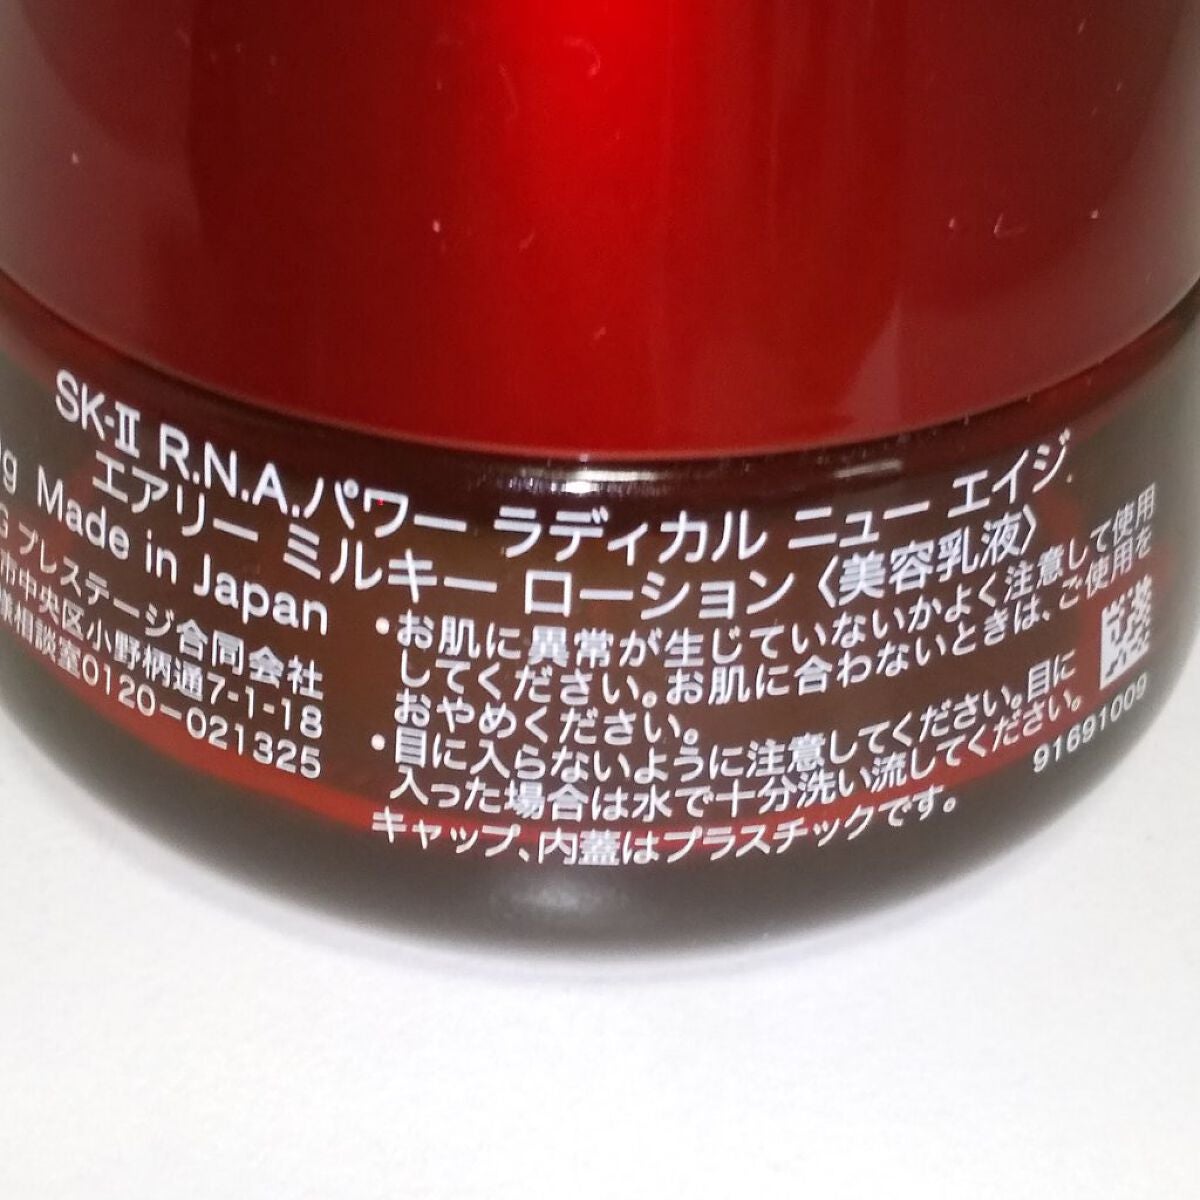 SK-II R.N.A.パワー ラディカル ニュー エイジ
エアリー ミルキー ローション〈美容乳液〉
g Made in Japan
G プレステージ合同会社
市中央区小野柄通7-1-18
様相談室0120-021325
・お肌に異常が生じていないかよく注意して使用
してください。お肌に合わないときは、ご使用を
おやめください。
・目に入らないように注意してください。目に
入った場合は水で十分洗い流してください。
キャップ、内蓋はプラスチックです。
91691009